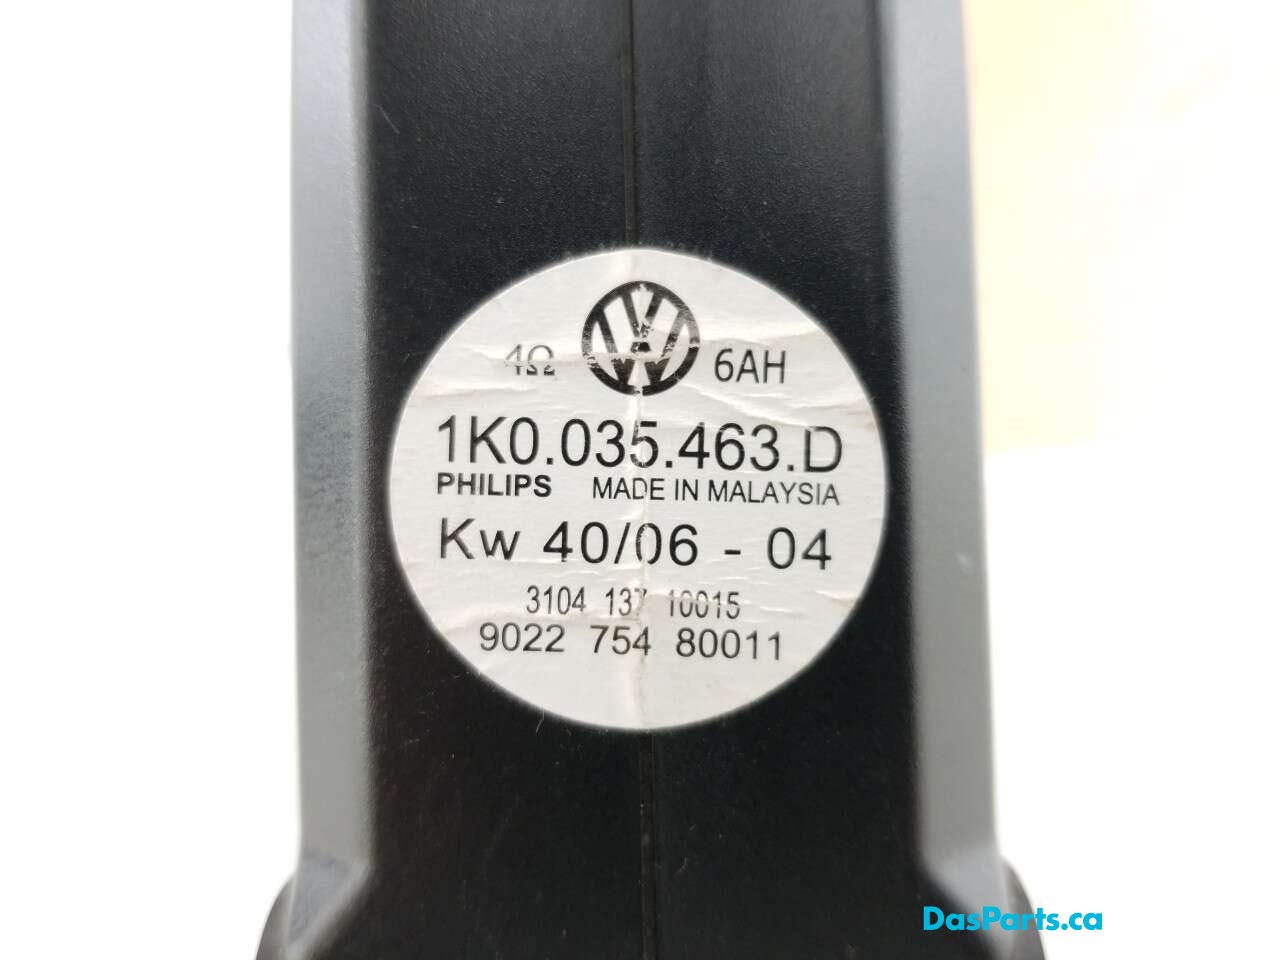 4Ω 6AH
1K0.035.463.D
PHILIPS MADE IN MALAYSIA
Kw 40/06 - 04
3104 137 10015
9022 754 80011
DasParts.ca